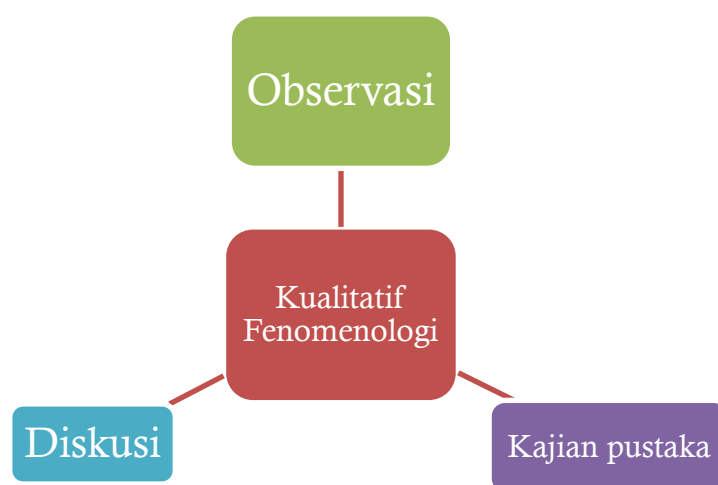 Observasi
Kualitatif
Fenomenologi
Diskusi
Kajian pustaka